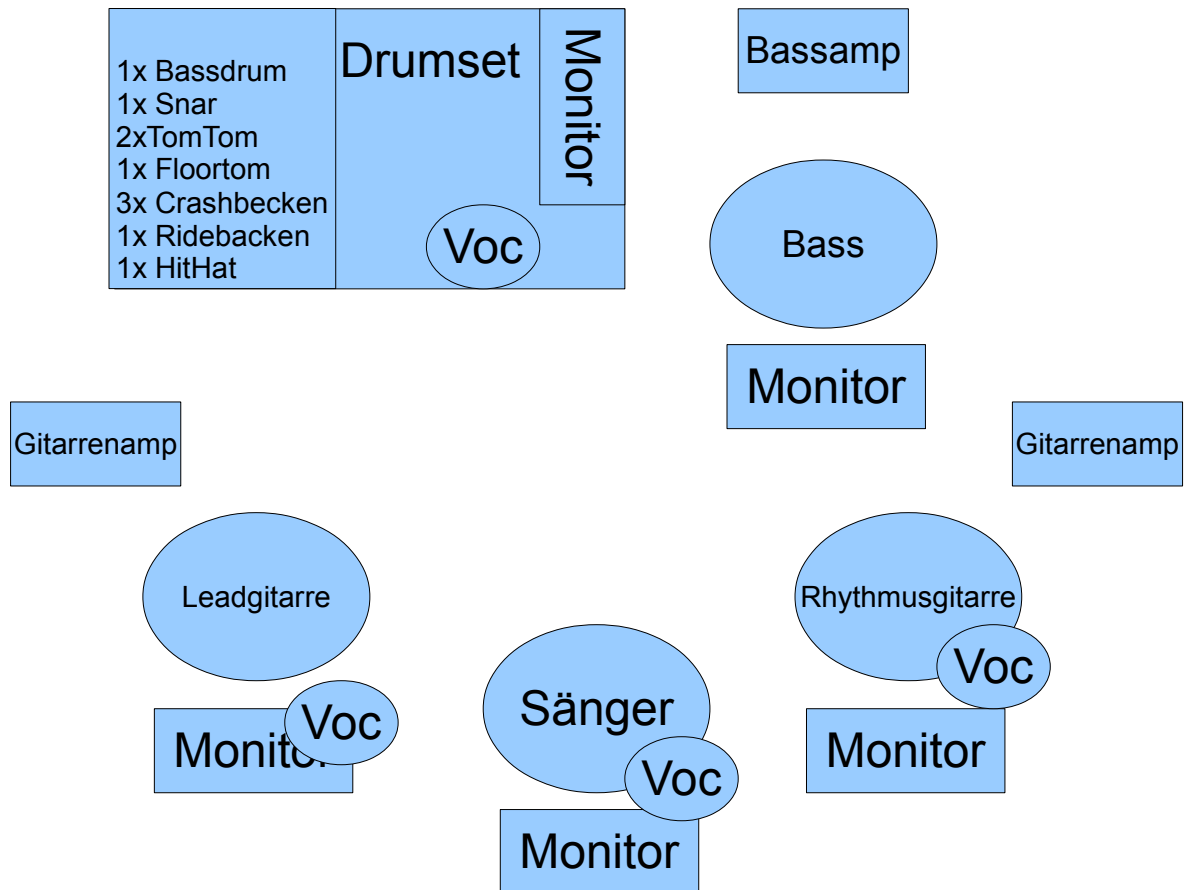 Drumset
Monitor
1x Bassdrum
1x Snar
2xTomTom
1x Floortom
3x Crashbecken
1x Ridebacken
1x HitHat
Voc
Bassamp
Bass
Monitor
Gitarrenamp
Gitarrenamp
Leadgitarre
Voc
Monitor
Sänger
Voc
Monitor
Rhythmusgitarre
Voc
Monitor